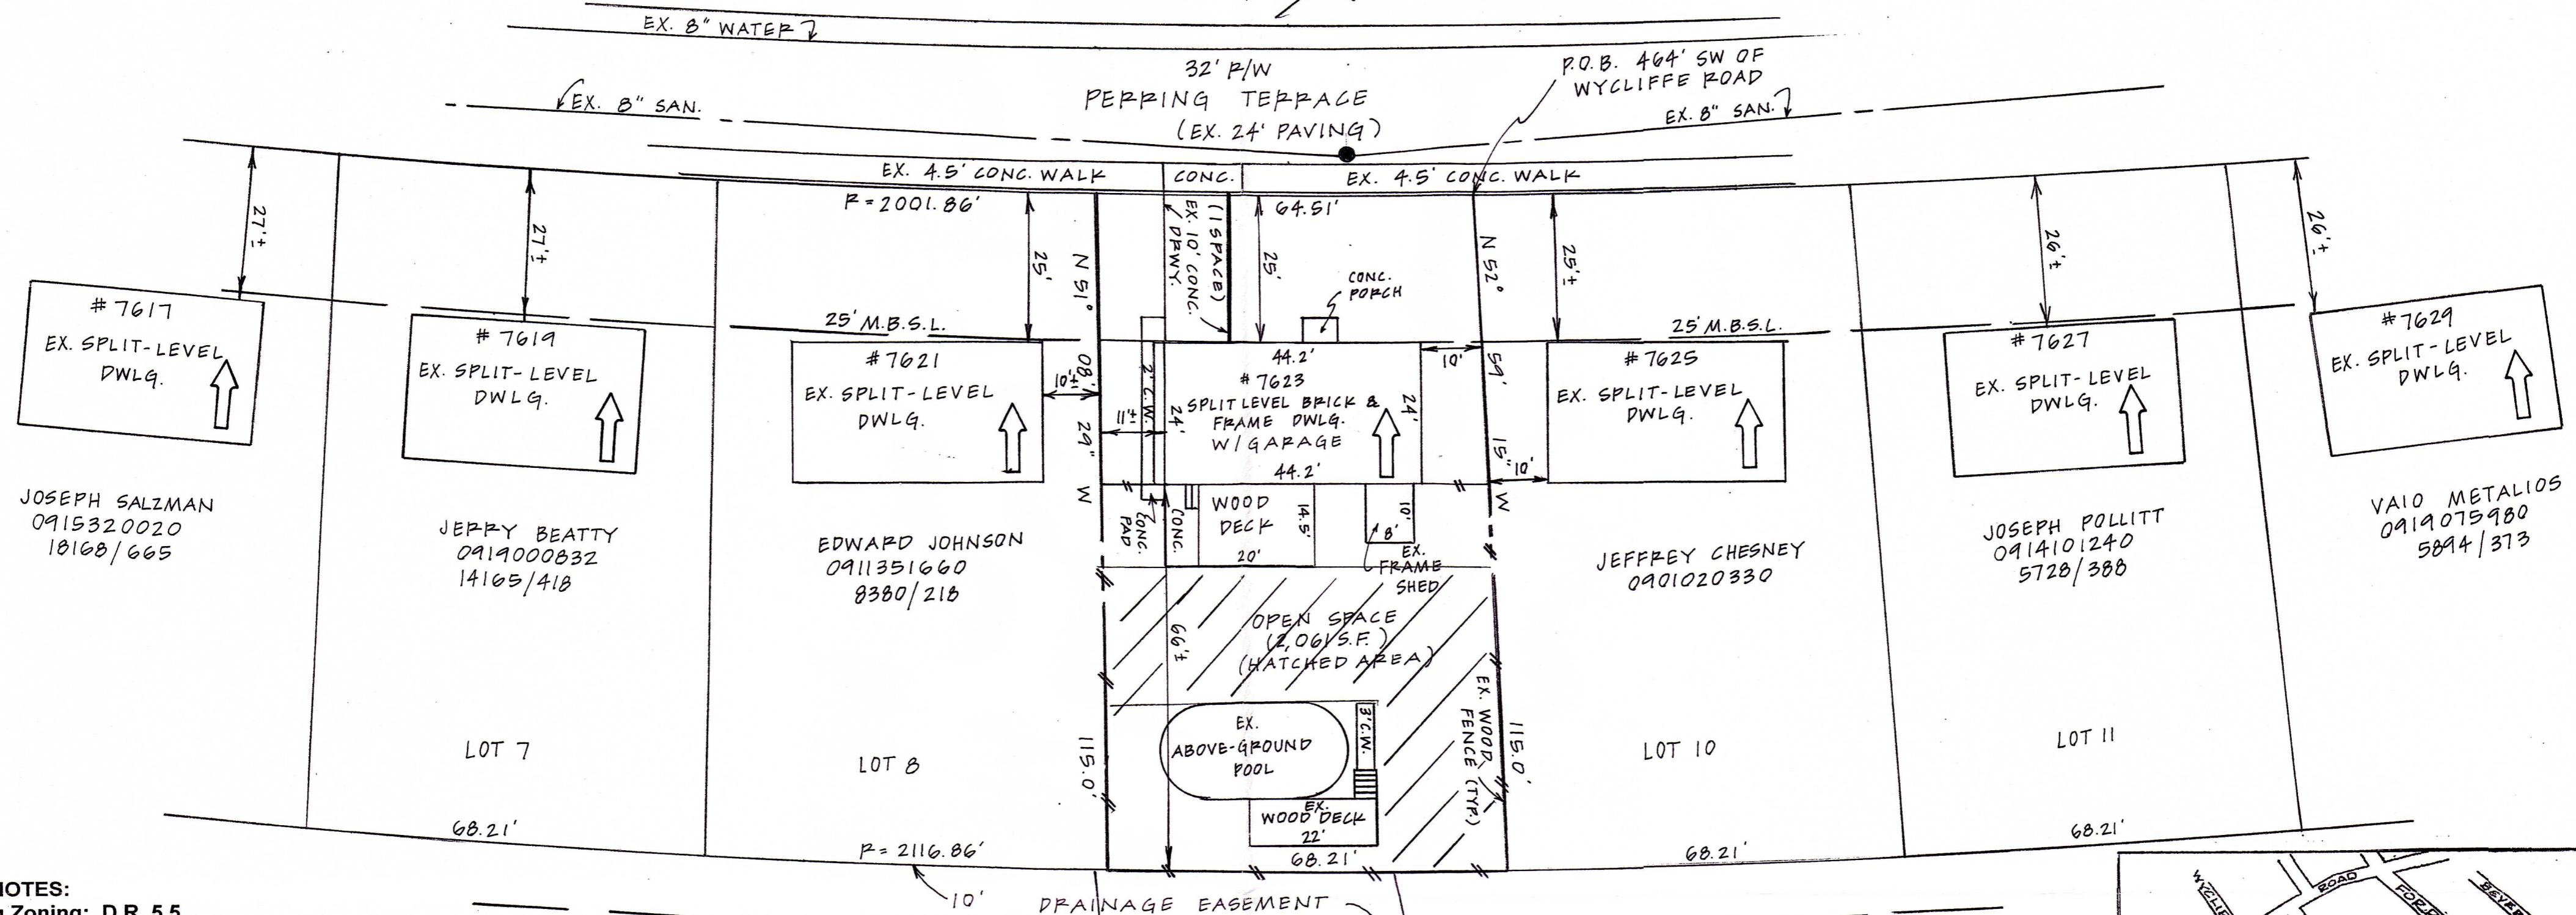 EX. 8" WATER
32' R/W
PERRING TERRACE
(EX. 24' PAVING)
P.O.B. 464' SW OF
WYCLIFFE ROAD
EX. 8" SAN.
EX. 8" SAN.
EX. 4.5' CONC. WALK
CONC.
EX. 4.5' CONC. WALK
R = 2001.86'
64.51'
27'±
27'±
25'
N 51° 08' 29" W
EX. 10' CONC. DRWY.
(1 SPACE)
25'
CONC.
PORCH
N 52° 59' 15" W
25'±
26'±
26'±
25' M.B.S.L.
25' M.B.S.L.
# 7617
EX. SPLIT-LEVEL
DWLG.
# 7619
EX. SPLIT-LEVEL
DWLG.
# 7621
EX. SPLIT-LEVEL
DWLG.
10'±
11'±
2' C.W.
24'
44.2'
# 7623
SPLIT LEVEL BRICK &
FRAME DWLG.
W/ GARAGE
44.2'
24'
10'
10'
# 7625
EX. SPLIT-LEVEL
DWLG.
# 7627
EX. SPLIT-LEVEL
DWLG.
# 7629
EX. SPLIT-LEVEL
DWLG.
JOSEPH SALZMAN
0915320020
18168/665
JERRY BEATTY
0919000832
14165/418
EDWARD JOHNSON
0911351660
8380/218
CONC.
PAD
CONC.
WOOD
DECK
14.5'
20'
10'
8'
EX.
FRAME
SHED
JEFFREY CHESNEY
0901020330
JOSEPH POLLITT
0914101240
5728/388
VAIO METALIOS
0919075980
5894/373
OPEN SPACE
(2,061 S.F.)
(HATCHED AREA)
66'±
EX. WOOD
FENCE (TYP.)
LOT 7
LOT 8
115.0'
EX.
ABOVE-GROUND
POOL
3' C.W.
EX.
WOOD DECK
22'
115.0'
LOT 10
LOT 11
68.21'
R = 2116.86'
68.21'
68.21'
68.21'
10'
DRAINAGE EASEMENT
NOTES:
Zoning: D.R. 5.5
ROAD